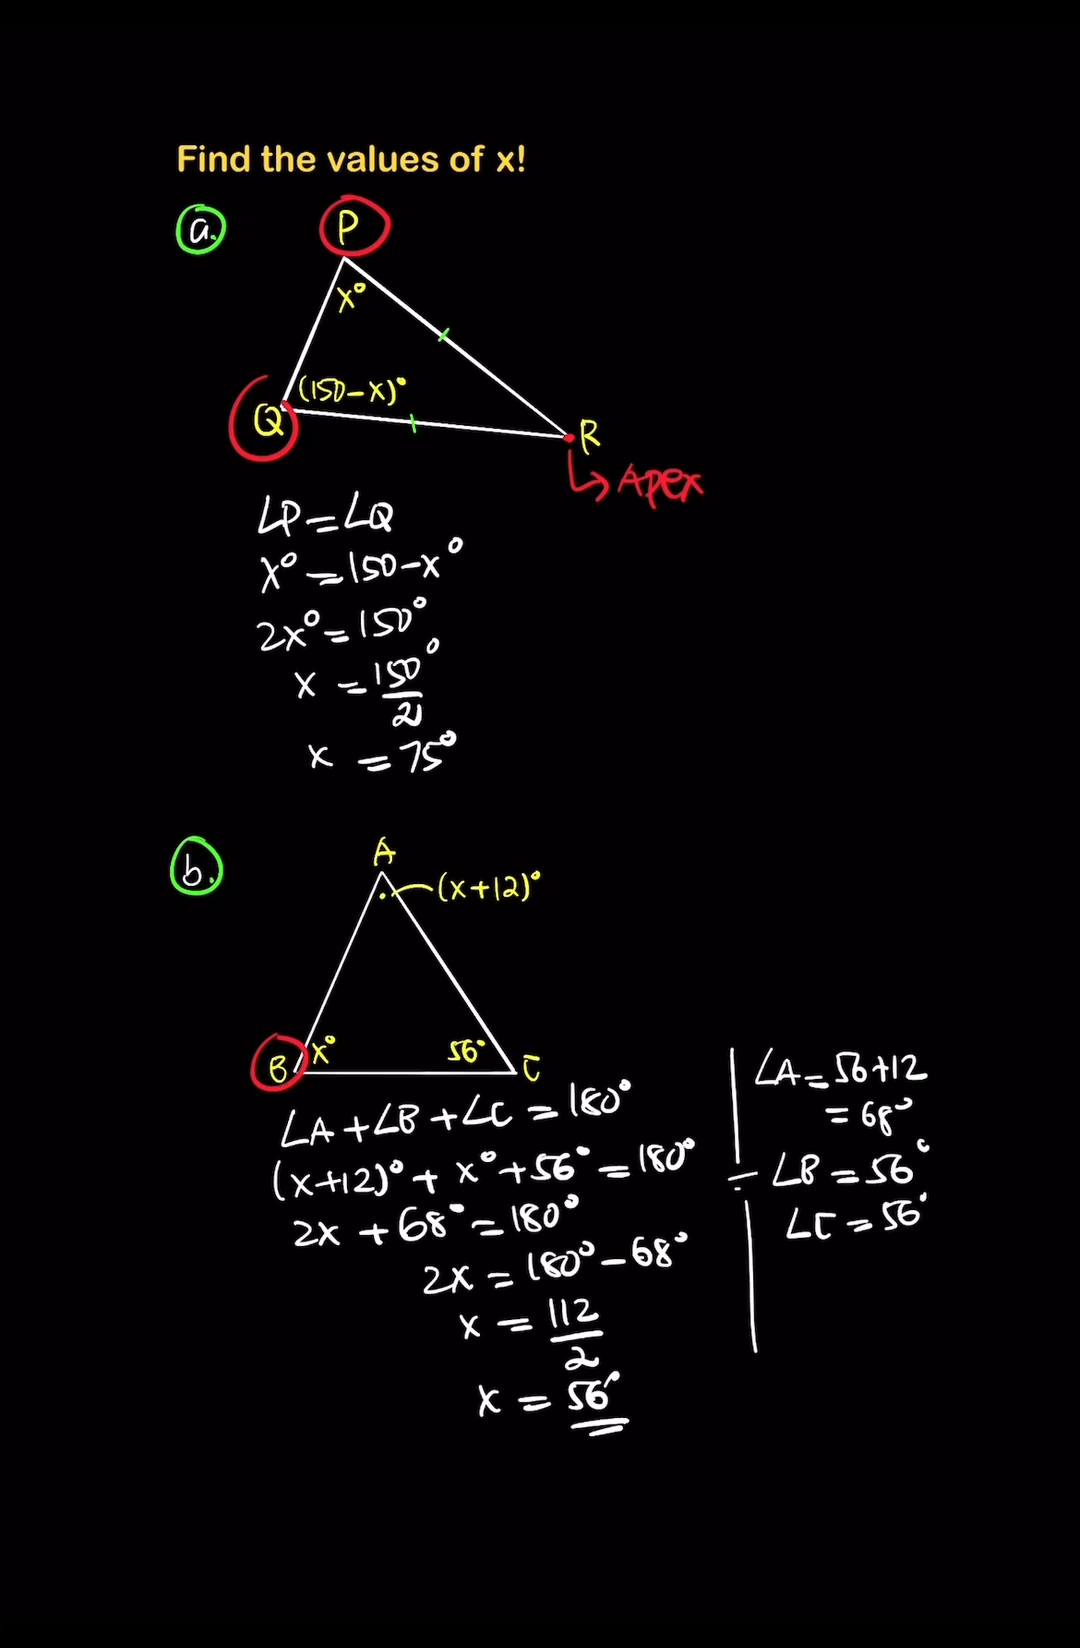 Find the values of x!
a.
P
x°
(150-x)°
Q
R
↳ Apex
∠P=∠Q
x°=150-x°
2x°=150°
x = 150°/2
x = 75°
b.
A
(x+12)°
B
x°
56°
C
∠A+∠B+∠C=180°
(x+12)°+ x°+56°=180°
2x +68°=180°
2x = 180°-68°
x = 112/2
x = 56°
∠A=56+12
= 68°
∠B=56°
∠C=56°